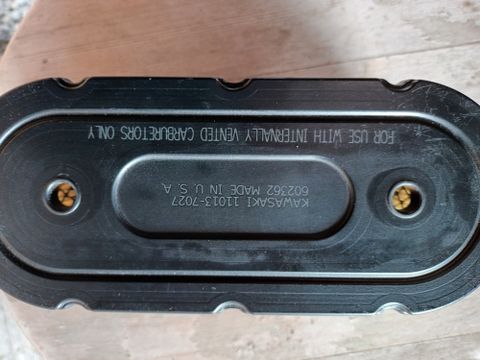 FOR USE WITH INTERNALLY VENTED CARBURETORS ONLY
KAWASAKI 11013-7027
602362 MADE IN U. S. A.